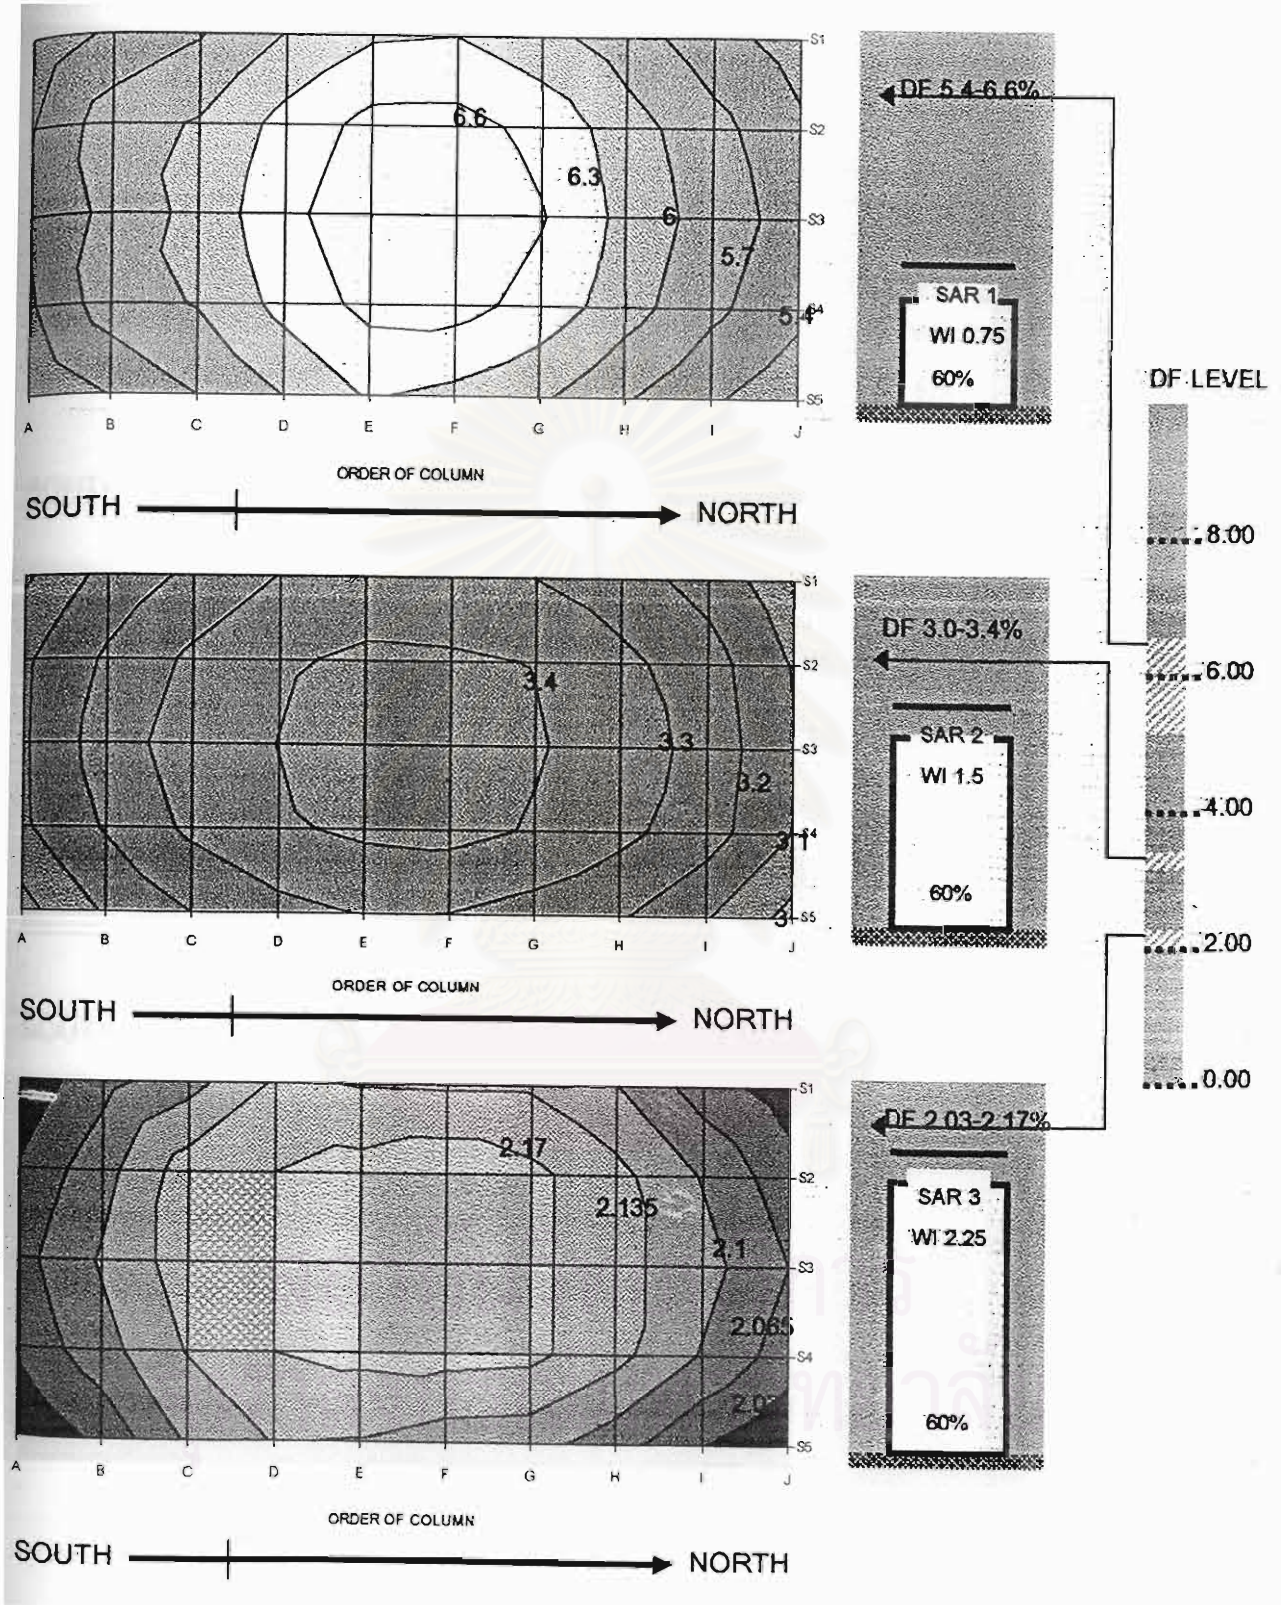 S1
6.6
S2
6.3
6
S3
5.7
5.4
S5
A B C D E F G H I J
ORDER OF COLUMN
SOUTH NORTH
DF 5.4-6.6%
SAR 1
WI 0.75
60%
DF LEVEL
8.00
6.00
4.00
2.00
0.00
S1
S2
3.4
3.3
S3
3.2
3.1
3
S5
A B C D E F G H I J
ORDER OF COLUMN
SOUTH NORTH
DF 3.0-3.4%
SAR 2
WI 1.5
60%
S1
2.17
S2
2.135
2.1
S3
2.065
S4
S5
A B C D E F G H I J
ORDER OF COLUMN
SOUTH NORTH
DF 2.03-2.17%
SAR 3
WI 2.25
60%